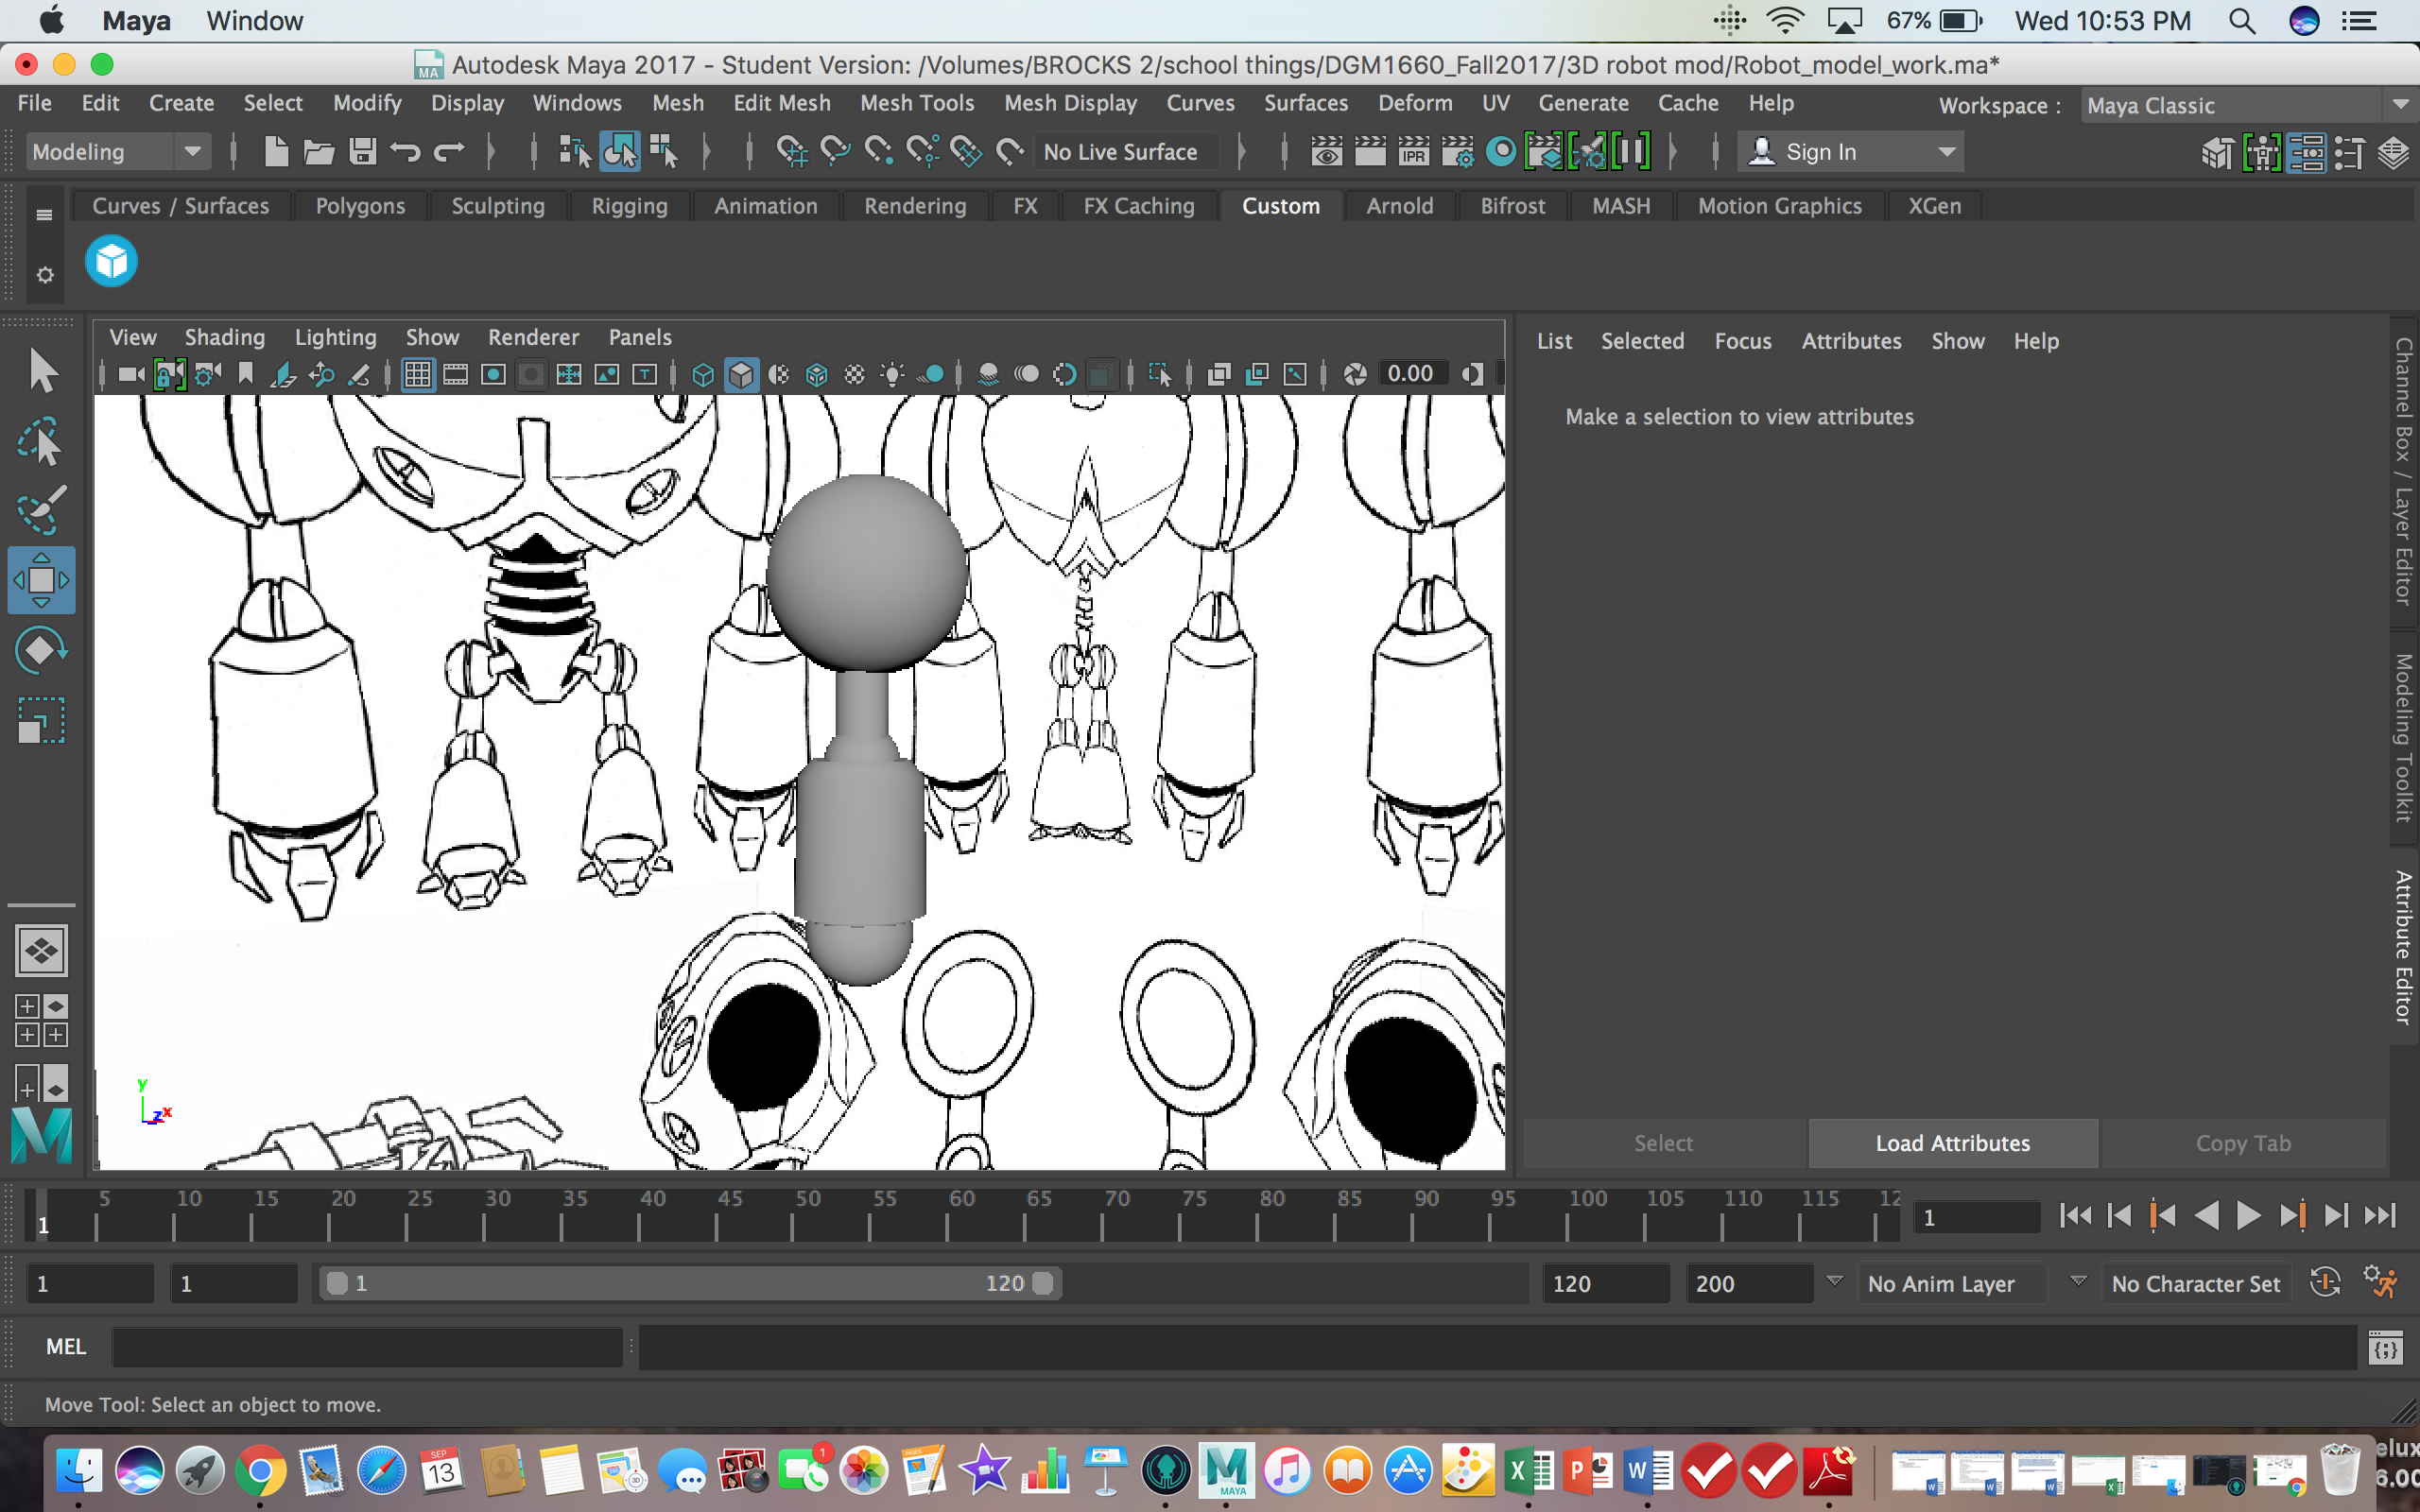 Maya Window 67% Wed 10:53 PM
Autodesk Maya 2017 - Student Version: /Volumes/BROCKS 2/school things/DGM1660_Fall2017/3D robot mod/Robot_model_work.ma*
File Edit Create Select Modify Display Windows Mesh Edit Mesh Mesh Tools Mesh Display Curves Surfaces Deform UV Generate Cache Help Workspace : Maya Classic
Modeling No Live Surface IPR Sign In
Curves / Surfaces Polygons Sculpting Rigging Animation Rendering FX FX Caching Custom Arnold Bifrost MASH Motion Graphics XGen
View Shading Lighting Show Renderer Panels
0.00
List Selected Focus Attributes Show Help
Make a selection to view attributes
Channel Box / Layer Editor
Modeling Toolkit
Attribute Editor
y
z x
Select Load Attributes Copy Tab
5 10 15 20 25 30 35 40 45 50 55 60 65 70 75 80 85 90 95 100 105 110 115 12
1 1
1 1 1 120 120 200 No Anim Layer No Character Set
MEL
Move Tool: Select an object to move.
SEP
13
1
MAYA
elux
6.00